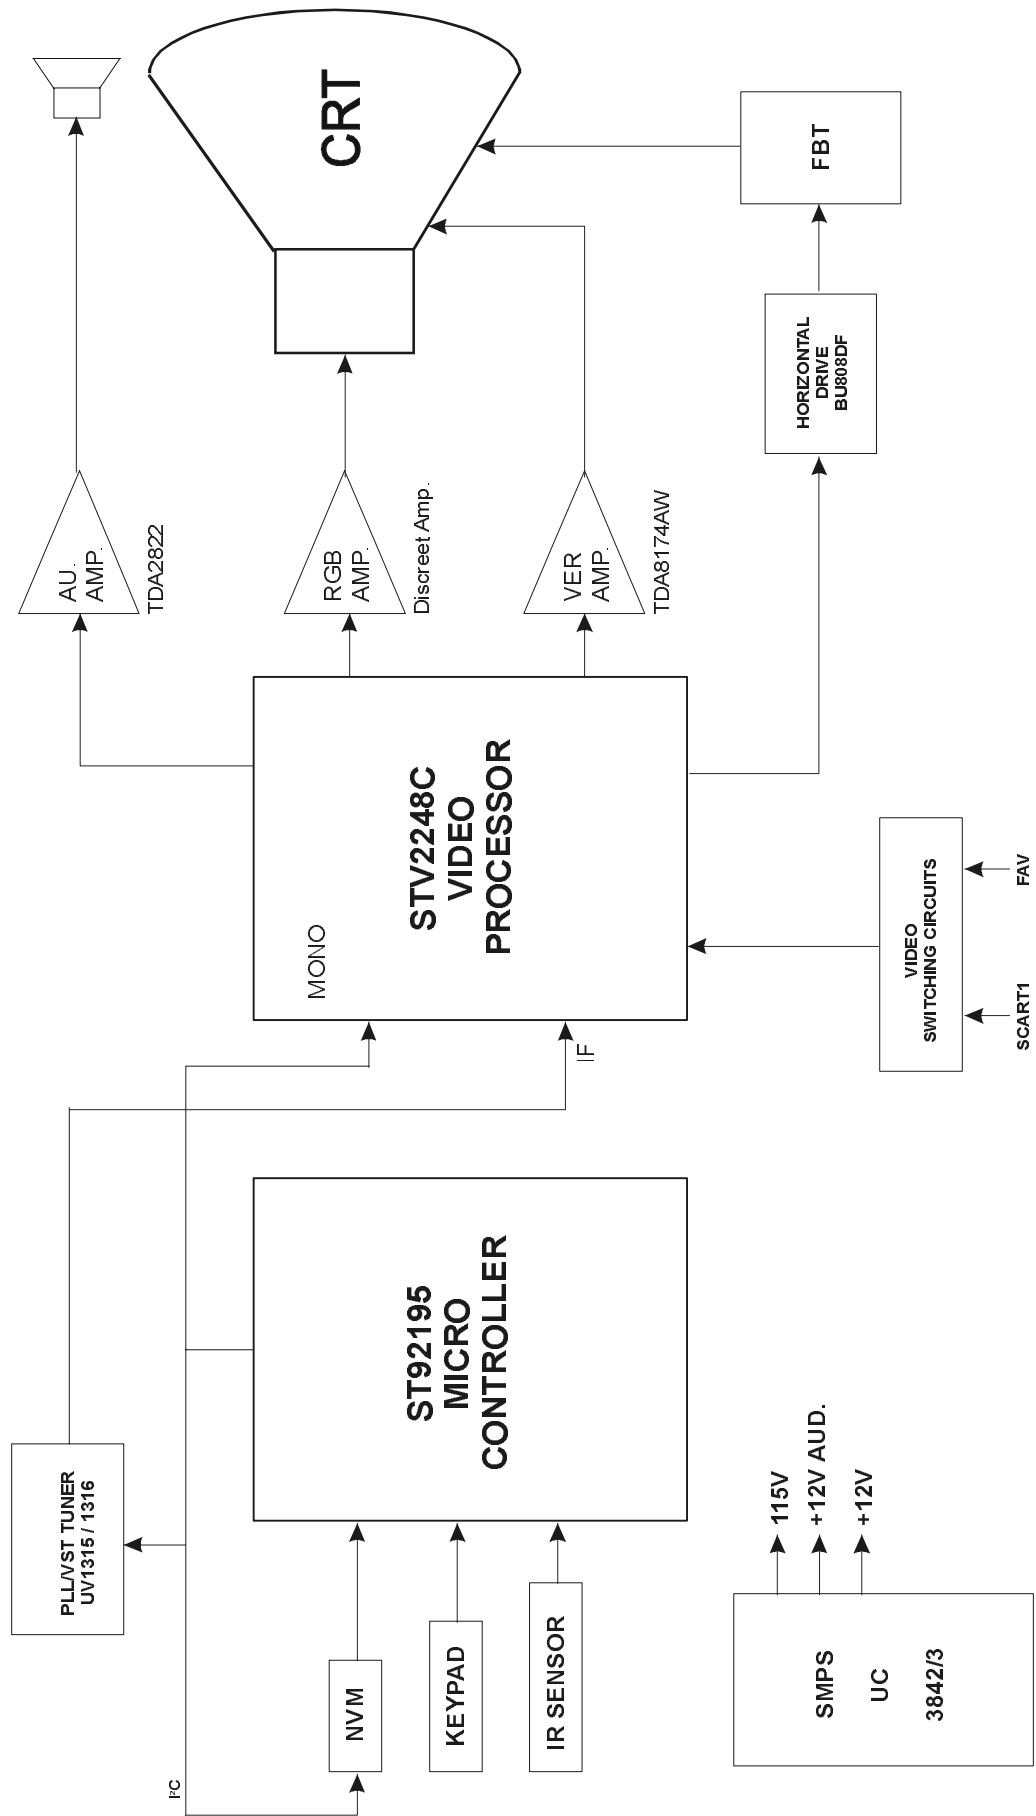 PLL/VST TUNER
UV1315 / 1316
I²C
NVM
KEYPAD
IR SENSOR
ST92195
MICRO
CONTROLLER
SMPS
UC
3842/3
115V
+12V AUD.
+12V
IF
MONO
STV2248C
VIDEO
PROCESSOR
VIDEO
SWITCHING CIRCUITS
SCART1
FAV
AU.
AMP.
TDA2822
RGB
AMP.
Discreet Amp.
VER
AMP.
TDA8174AW
HORIZONTAL
DRIVE
BU808DF
FBT
CRT